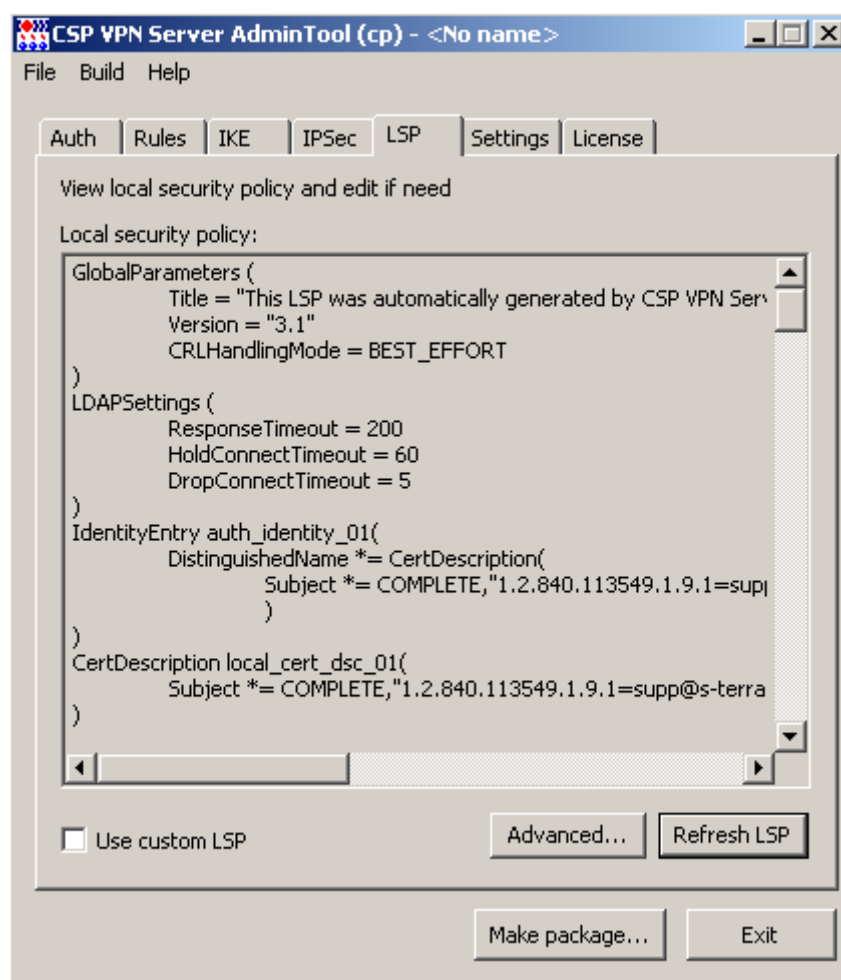 CSP VPN Server AdminTool (cp) - <No name>
File Build Help
Auth Rules IKE IPSec LSP Settings License
View local security policy and edit if need
Local security policy:
GlobalParameters (
Title = "This LSP was automatically generated by CSP VPN Serv
Version = "3.1"
CRLHandlingMode = BEST_EFFORT
)
LDAPSettings (
ResponseTimeout = 200
HoldConnectTimeout = 60
DropConnectTimeout = 5
)
IdentityEntry auth_identity_01(
DistinguishedName *= CertDescription(
Subject *= COMPLETE,"1.2.840.113549.1.9.1=supp
)
)
CertDescription local_cert_dsc_01(
Subject *= COMPLETE,"1.2.840.113549.1.9.1=supp@s-terra
)
Use custom LSP Advanced... Refresh LSP
Make package... Exit